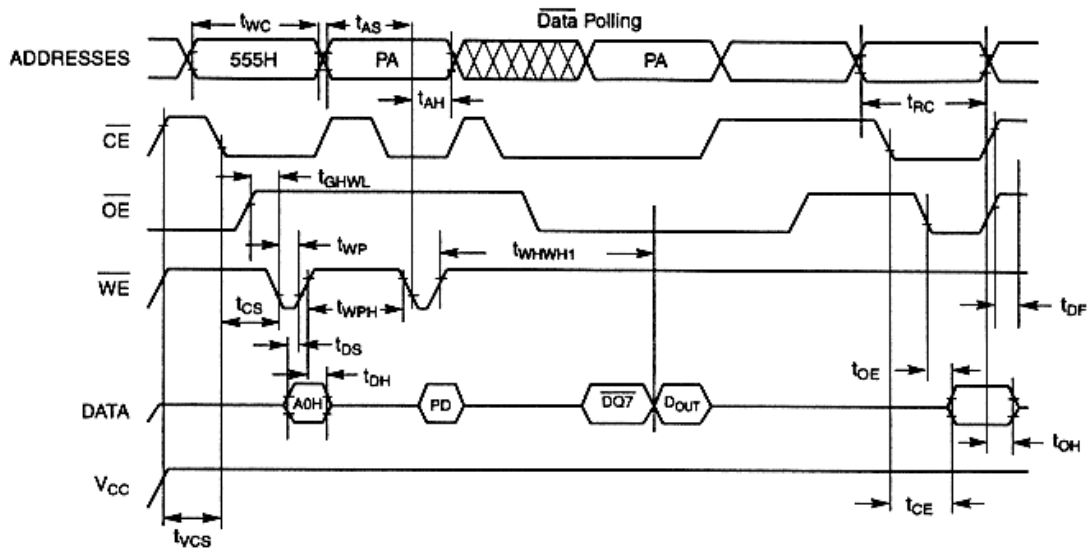 Data Polling
tWC
tAS
ADDRESSES
555H
PA
PA
tAH
tRC
CE
tGHWL
OE
tWP
tWHWH1
WE
tCS
tWPH
tDF
tDS
tOE
tDH
DATA
A0H
PD
DQ7
DOUT
tOH
VCC
tCE
tVCS